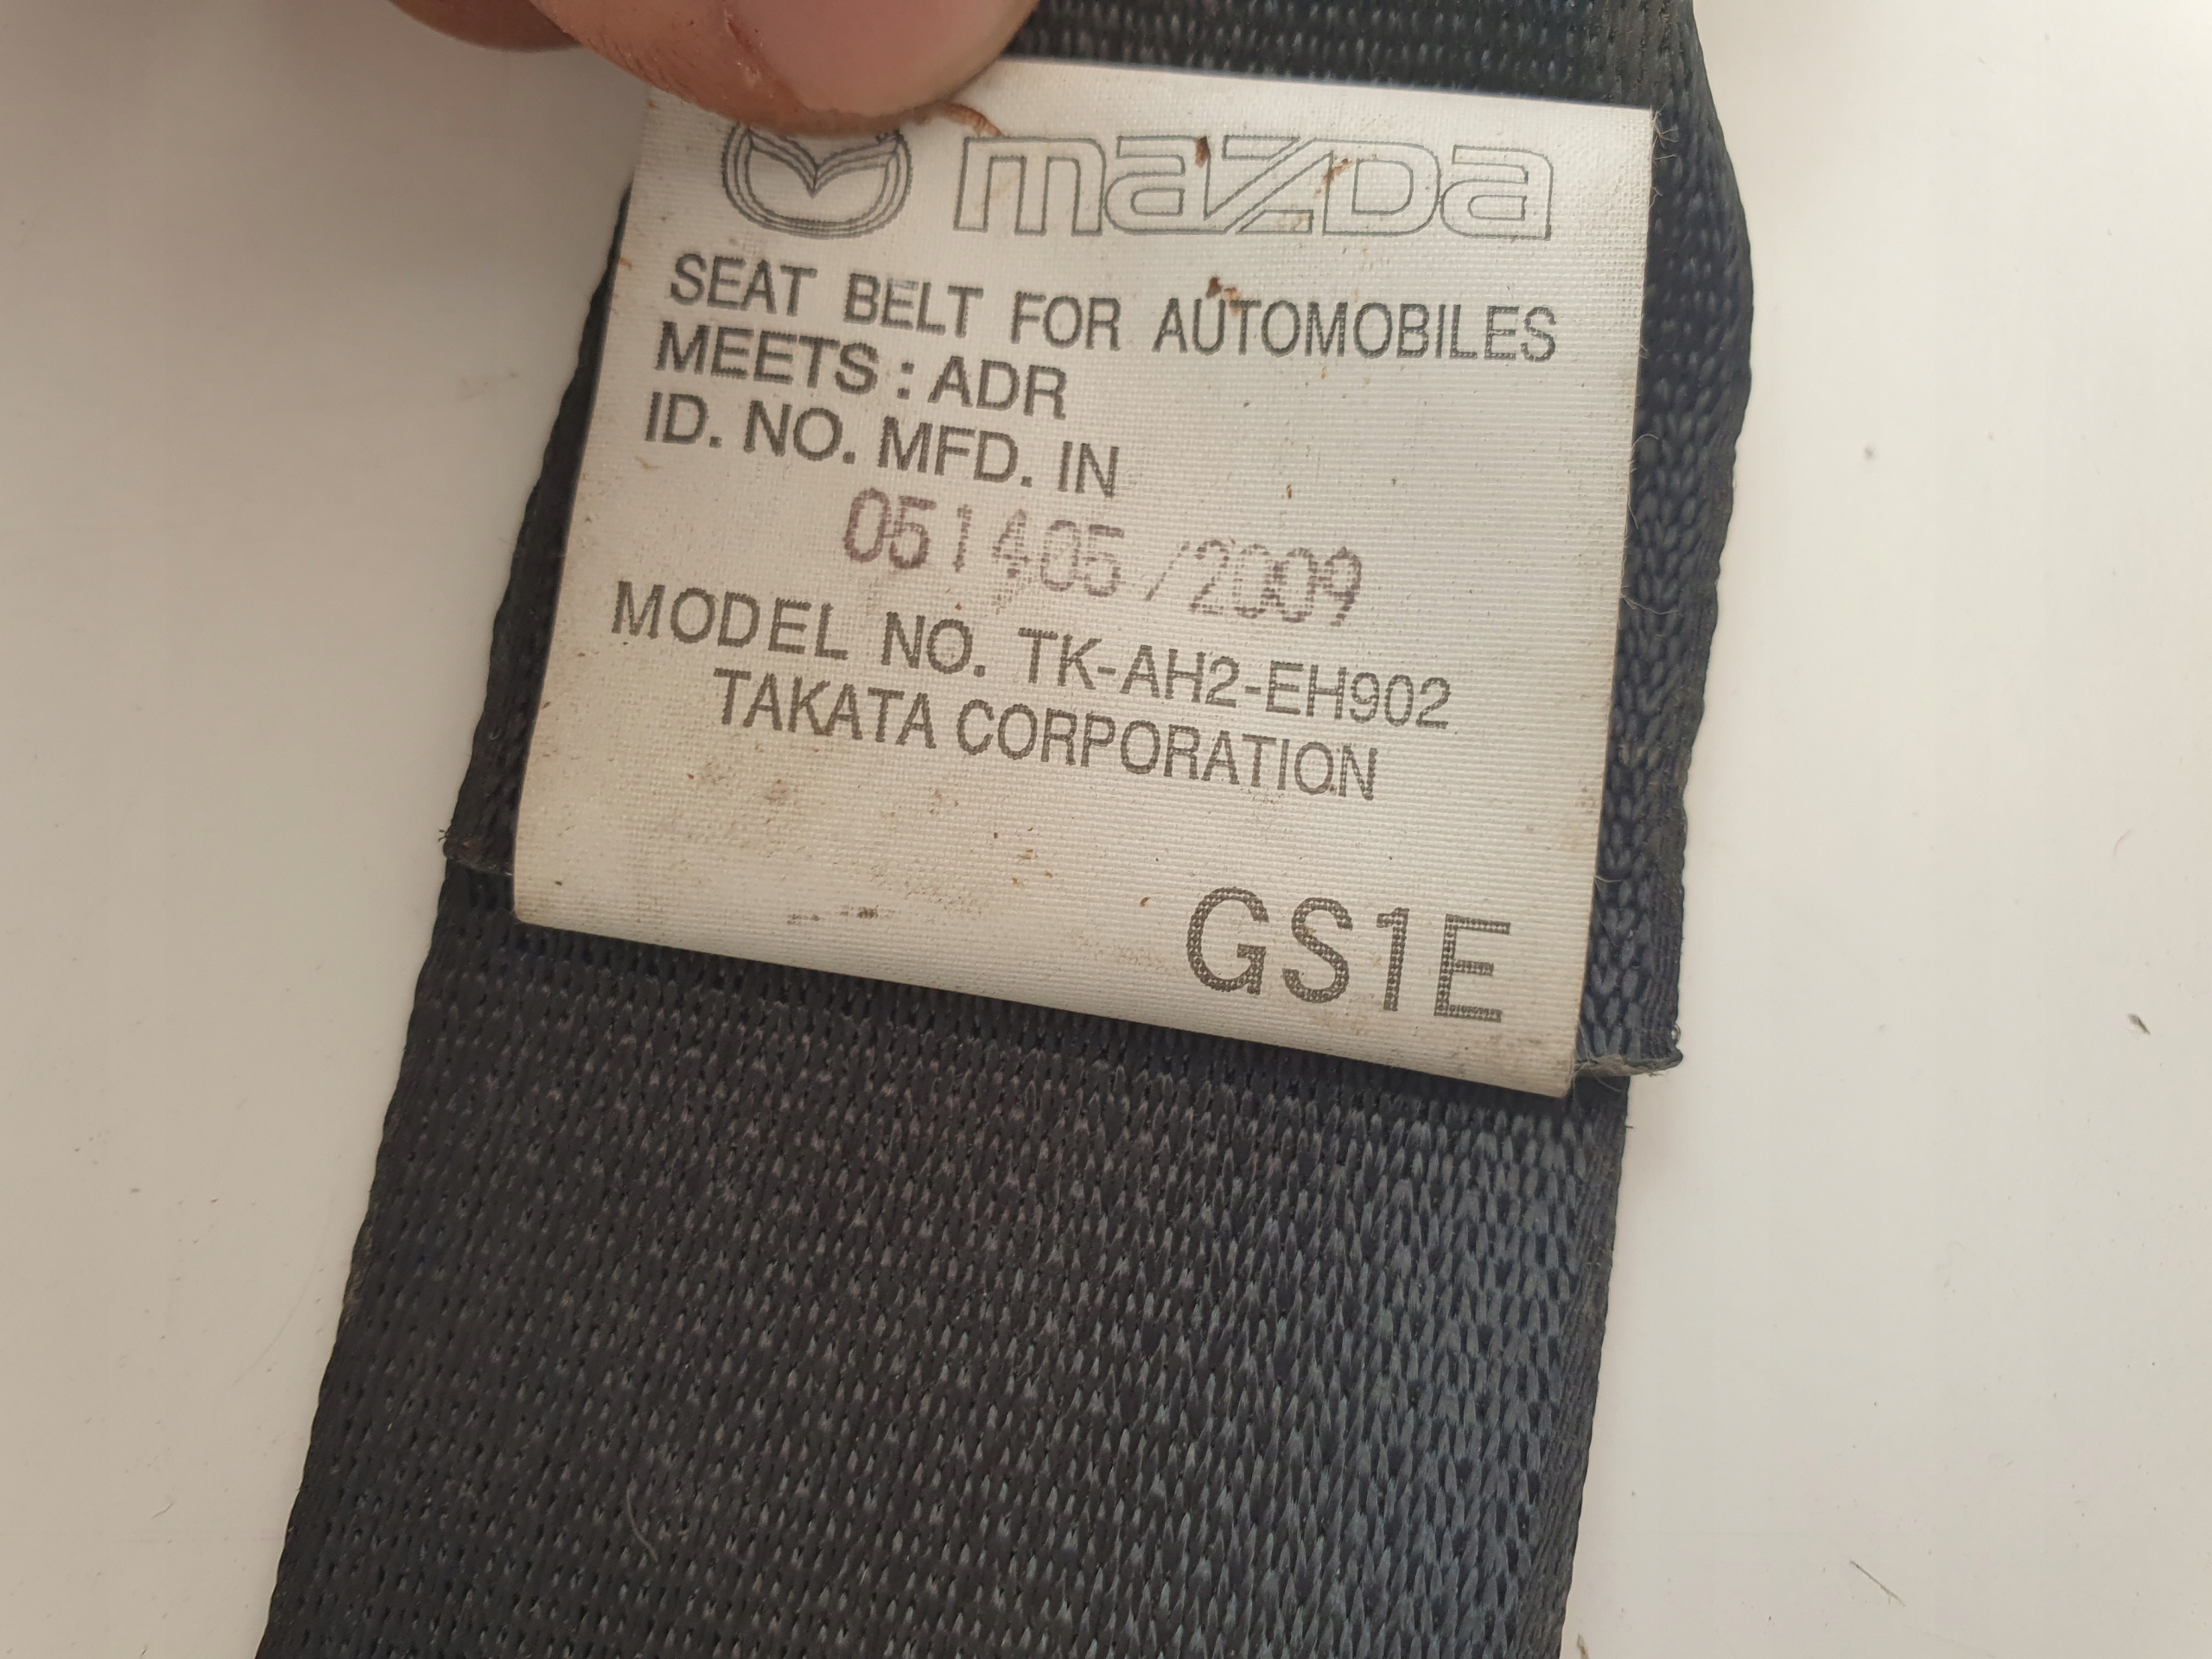 mazda
SEAT BELT FOR AUTOMOBILES
MEETS : ADR
ID. NO. MFD. IN
051405/2009
MODEL NO. TK-AH2-EH902
TAKATA CORPORATION
GS1E